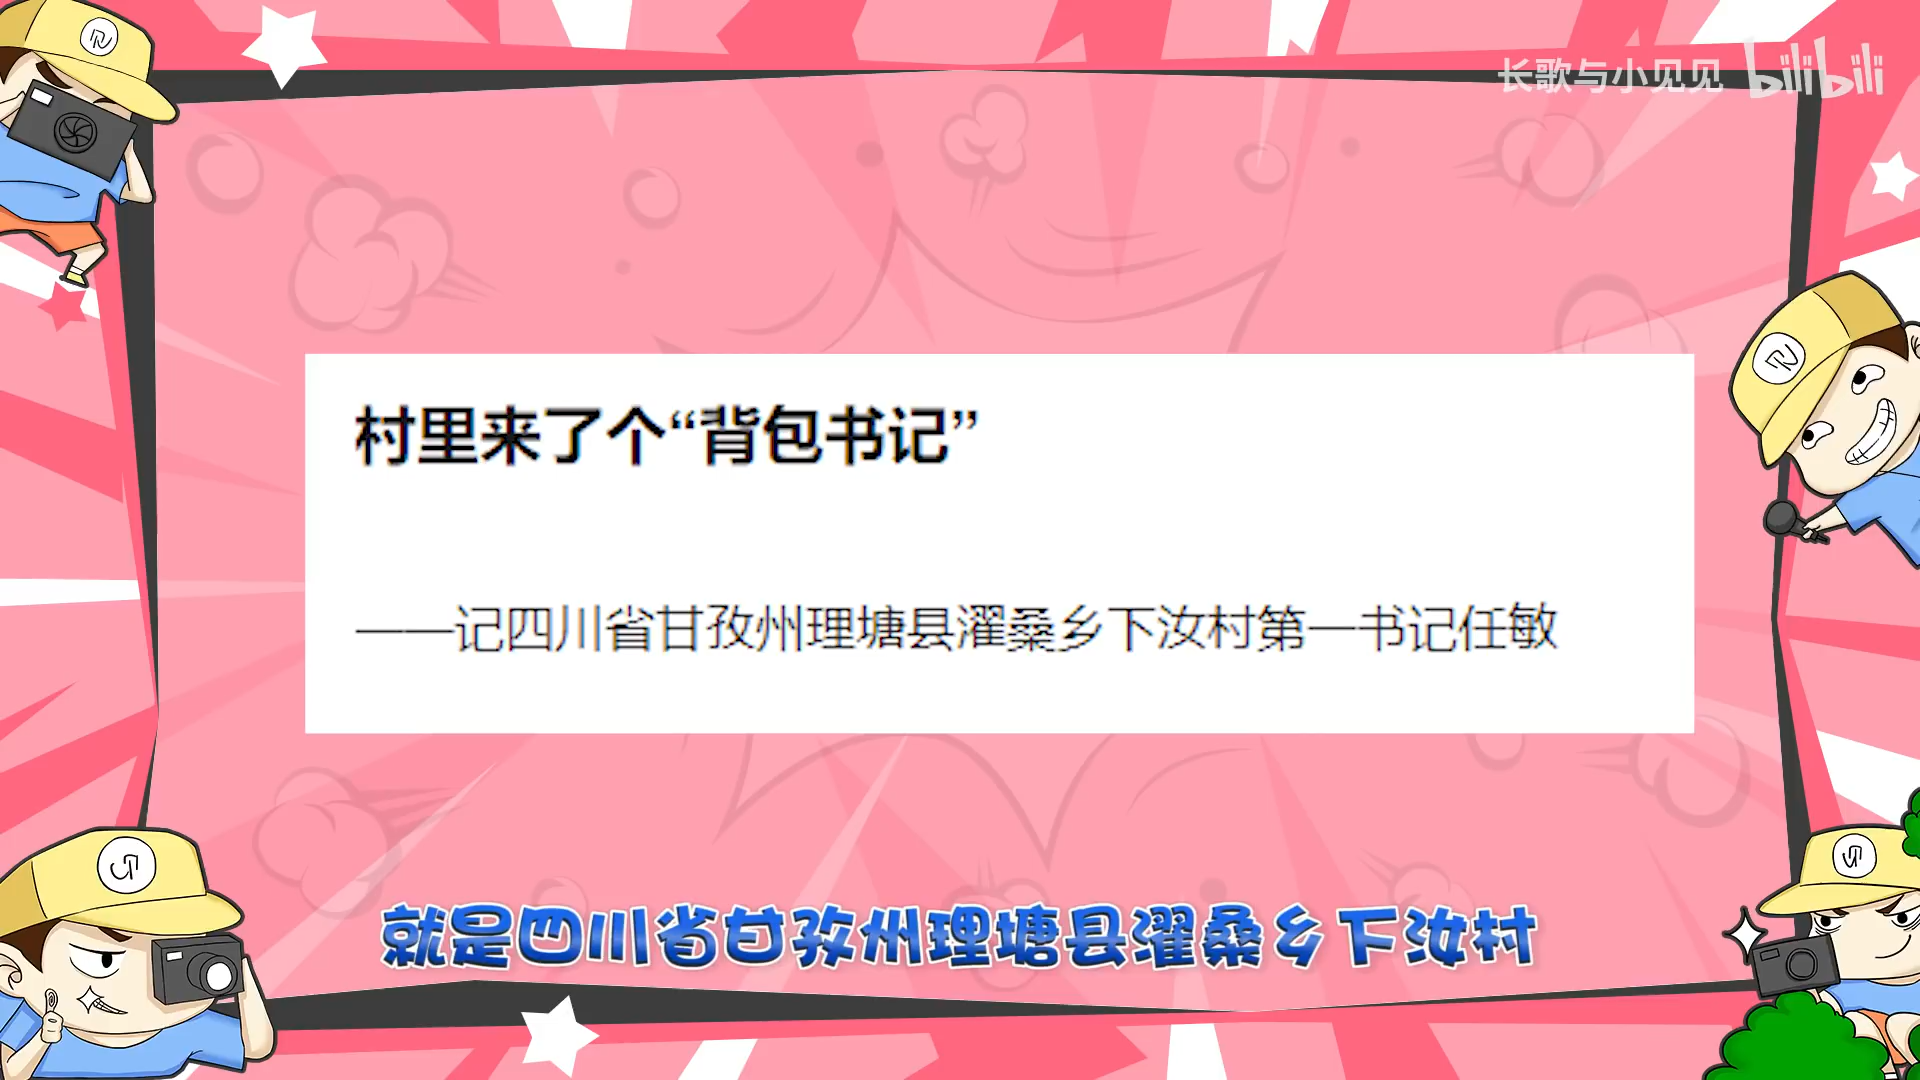 长歌与小见见 bilibili
村里来了个“背包书记”
——记四川省甘孜州理塘县濯桑乡下汝村第一书记任敏
就是四川省甘孜州理塘县濯桑乡下汝村